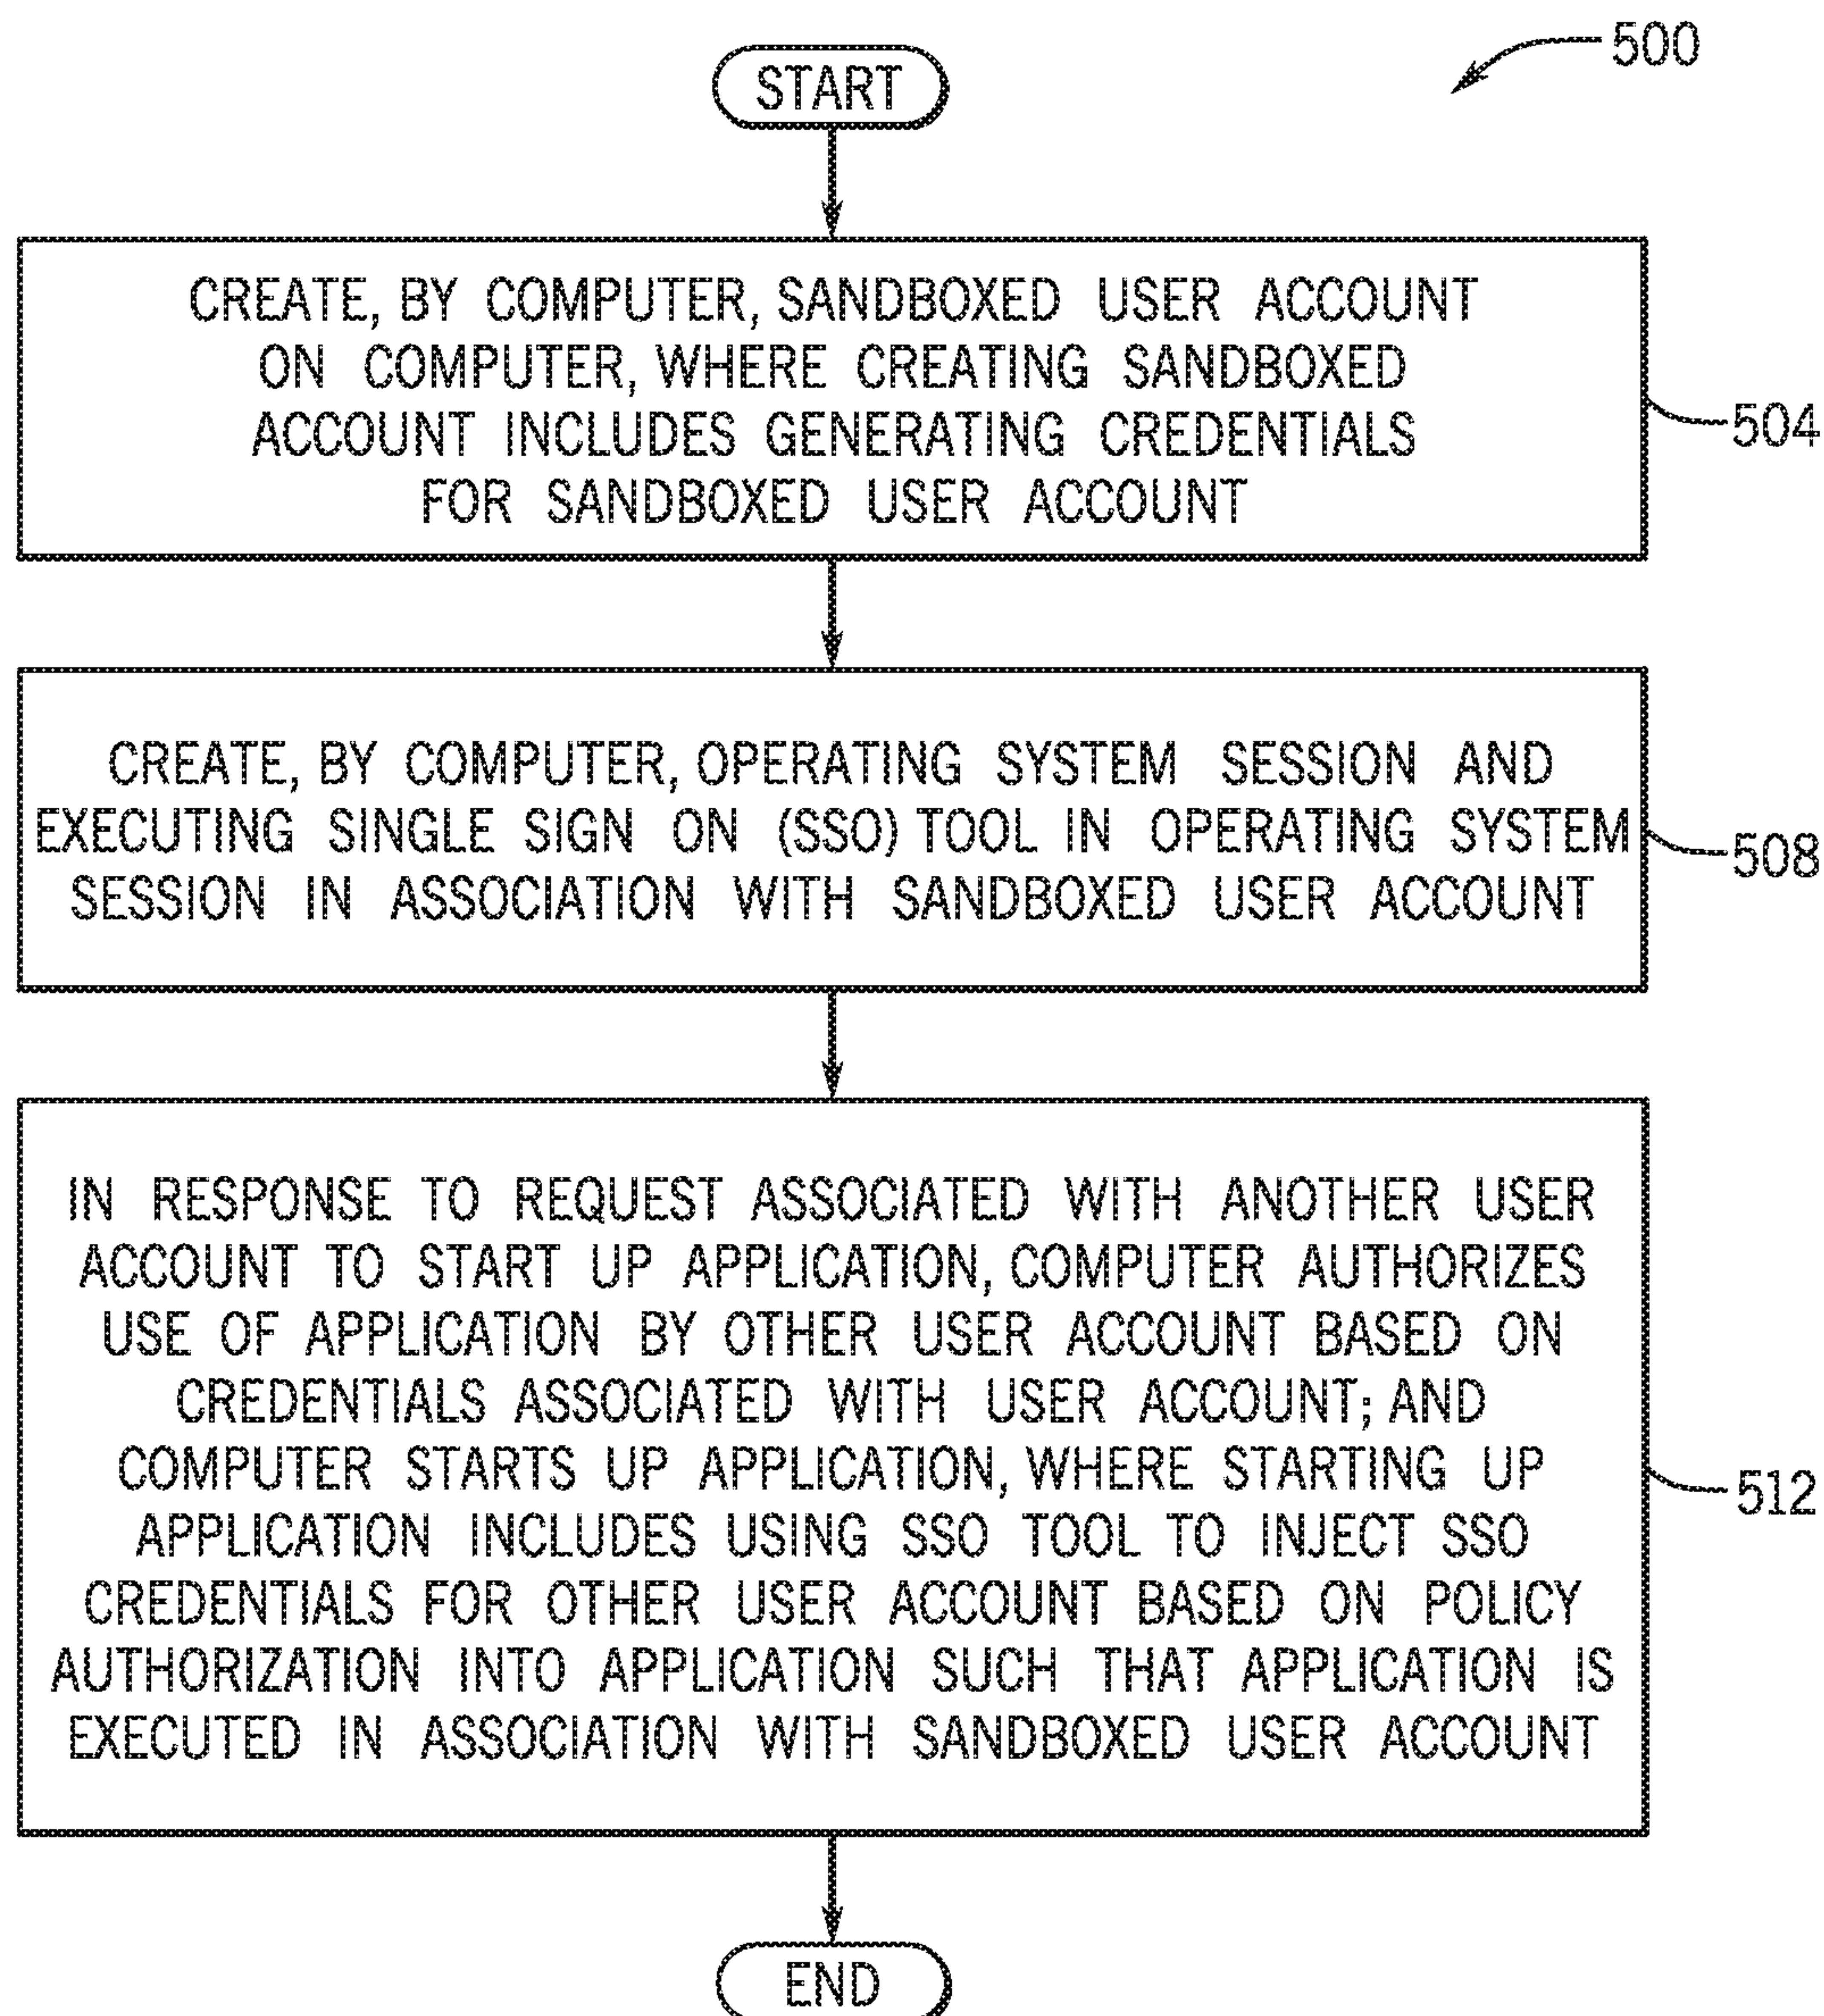 500
START
CREATE, BY COMPUTER, SANDBOXED USER ACCOUNT
ON COMPUTER, WHERE CREATING SANDBOXED
ACCOUNT INCLUDES GENERATING CREDENTIALS
FOR SANDBOXED USER ACCOUNT
504
CREATE, BY COMPUTER, OPERATING SYSTEM SESSION AND
EXECUTING SINGLE SIGN ON (SSO) TOOL IN OPERATING SYSTEM
SESSION IN ASSOCIATION WITH SANDBOXED USER ACCOUNT
508
IN RESPONSE TO REQUEST ASSOCIATED WITH ANOTHER USER
ACCOUNT TO START UP APPLICATION, COMPUTER AUTHORIZES
USE OF APPLICATION BY OTHER USER ACCOUNT BASED ON
CREDENTIALS ASSOCIATED WITH USER ACCOUNT; AND
COMPUTER STARTS UP APPLICATION, WHERE STARTING UP
APPLICATION INCLUDES USING SSO TOOL TO INJECT SSO
CREDENTIALS FOR OTHER USER ACCOUNT BASED ON POLICY
AUTHORIZATION INTO APPLICATION SUCH THAT APPLICATION IS
EXECUTED IN ASSOCIATION WITH SANDBOXED USER ACCOUNT
512
END